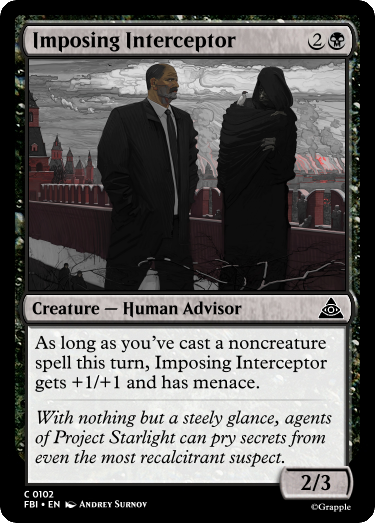 Imposing Interceptor 2
Creature — Human Advisor
As long as you've cast a noncreature
spell this turn, Imposing Interceptor
gets +1/+1 and has menace.
With nothing but a steely glance, agents
of Project Starlight can pry secrets from
even the most recalcitrant suspect.
2/3
C 0102
FBI • EN Andrey Surnov
©Grapple